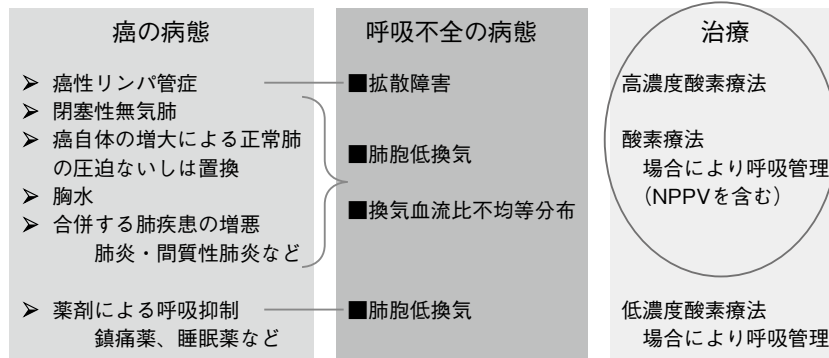 癌の病態
➢ 癌性リンパ管症
➢ 閉塞性無気肺
➢ 癌自体の増大による正常肺
の圧迫ないしは置換
➢ 胸水
➢ 合併する肺疾患の増悪
肺炎・間質性肺炎など
➢ 薬剤による呼吸抑制
鎮痛薬、睡眠薬など
呼吸不全の病態
■拡散障害
■肺胞低換気
■換気血流比不均等分布
■肺胞低換気
治療
高濃度酸素療法
酸素療法
場合により呼吸管理
（NPPVを含む）
低濃度酸素療法
場合により呼吸管理